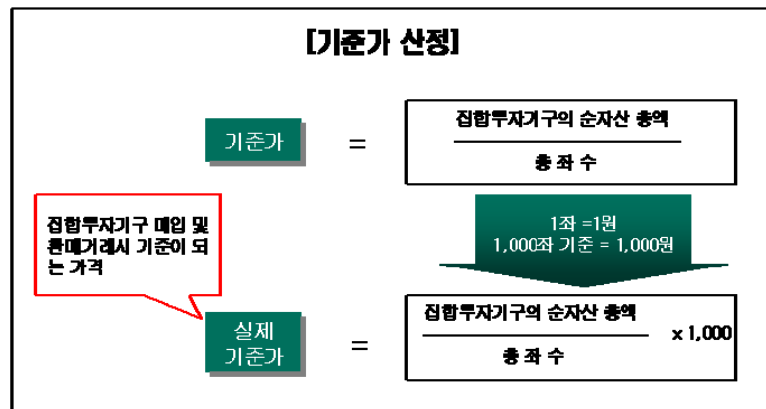 [기준가 산정]
기준가
=
집합투자기구의 순자산 총액
총 좌 수
집합투자기구 매입 및
환매거래시 기준이 되
는 가격
1좌 =1원
1,000좌 기준 = 1,000원
실제
기준가
=
집합투자기구의 순자산 총액
총 좌 수
x 1,000